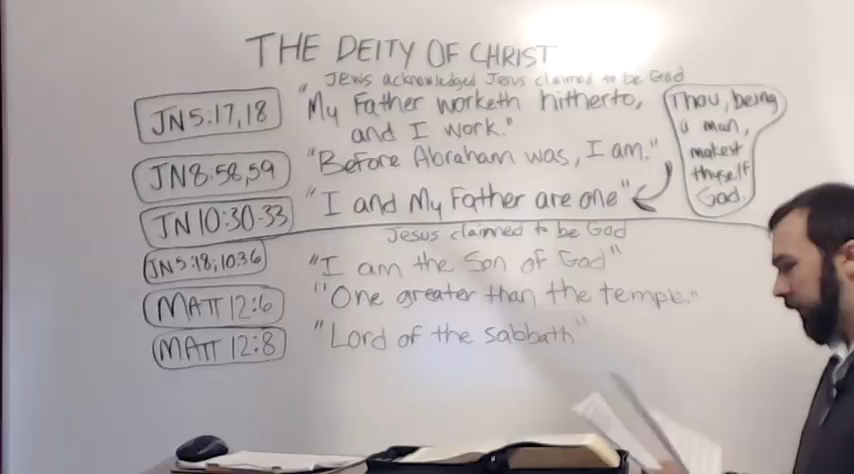 THE DEITY OF CHRIST
Jews acknowledged Jesus claimed to be God
JN 5:17,18
"My Father worketh hitherto,
and I work."
JN 8:58,59
"Before Abraham was, I am."
JN 10:30-33
"I and My Father are one"
Thou, being
a man,
makest
thyself
God.
Jesus claimed to be God
JN 5:18; 10:36
"I am the Son of God"
MATT 12:6
"One greater than the temple."
MATT 12:8
"Lord of the sabbath"